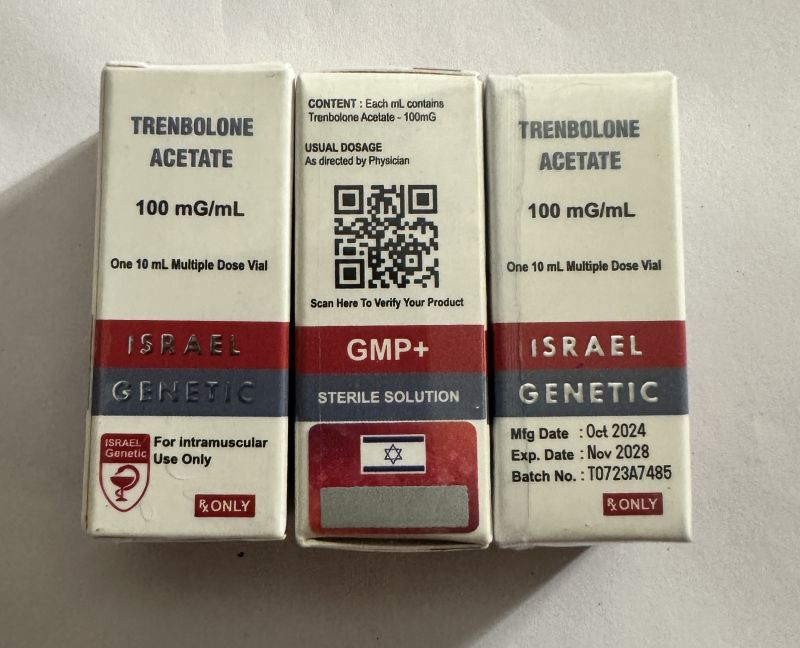 TRENBOLONE
ACETATE
100 mG/mL
One 10 mL Multiple Dose Vial
ISRAEL
GENETIC
ISRAEL
Genetic
For intramuscular
Use Only
℞ ONLY
CONTENT : Each mL contains
Trenbolone Acetate - 100mG
USUAL DOSAGE
As directed by Physician
Scan Here To Verify Your Product
GMP+
STERILE SOLUTION
TRENBOLONE
ACETATE
100 mG/mL
One 10 mL Multiple Dose Vial
ISRAEL
GENETIC
Mfg Date : Oct 2024
Exp. Date : Nov 2028
Batch No. : T0723A7485
℞ ONLY